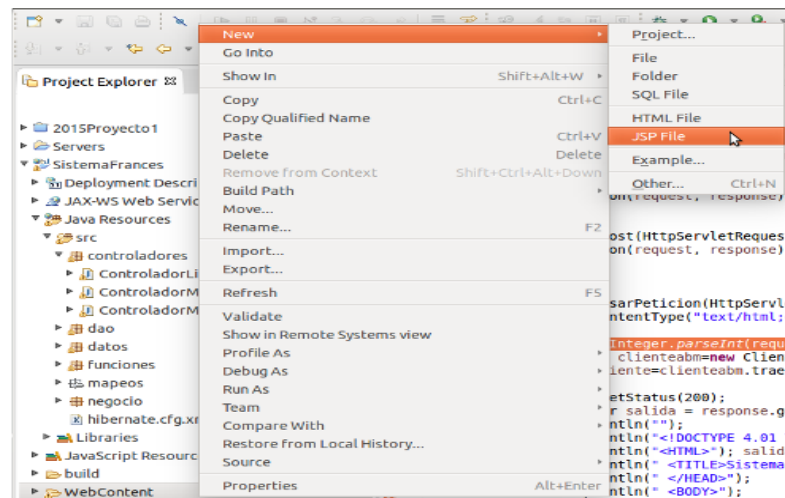 New
Project...
Go Into
File
Show In Shift+Alt+W
Folder
SQL File
Project Explorer
Copy Ctrl+C
HTML File
Copy Qualified Name
2015Proyecto1
Paste Ctrl+V
JSP File
Servers
Delete Delete
Example...
SistemaFrances
Remove from Context Shift+Ctrl+Alt+Down
Deployment Descri
Build Path
Other... Ctrl+N
JAX-WS Web Servic
Move...
Java Resources
Rename... F2
src
ost(HttpServletReques
controladores
Import...
on(request, response)
ControladorLi
Export...
ControladorM
Refresh F5
ControladorM
sarPeticion(HttpServl
dao
Validate
ntentType("text/html;
datos
Show in Remote Systems view
Integer.parseInt(requ
funciones
Profile As
clienteabm=new Clien
mapeos
Debug As
iente=clienteabm.trae
negocio
Run As
etStatus(200);
hibernate.cfg.xr
Team
r salida = response.g
Libraries
Compare With
ntln("");
JavaScript Resourc
Restore from Local History...
ntln("<!DOCTYPE 4.01
build
Source
ntln("<HTML>"); salid
ntln(" <TITLE>Sistema
WebContent
Properties Alt+Enter
ntln(" </HEAD>");
ntln(" <BODY>");